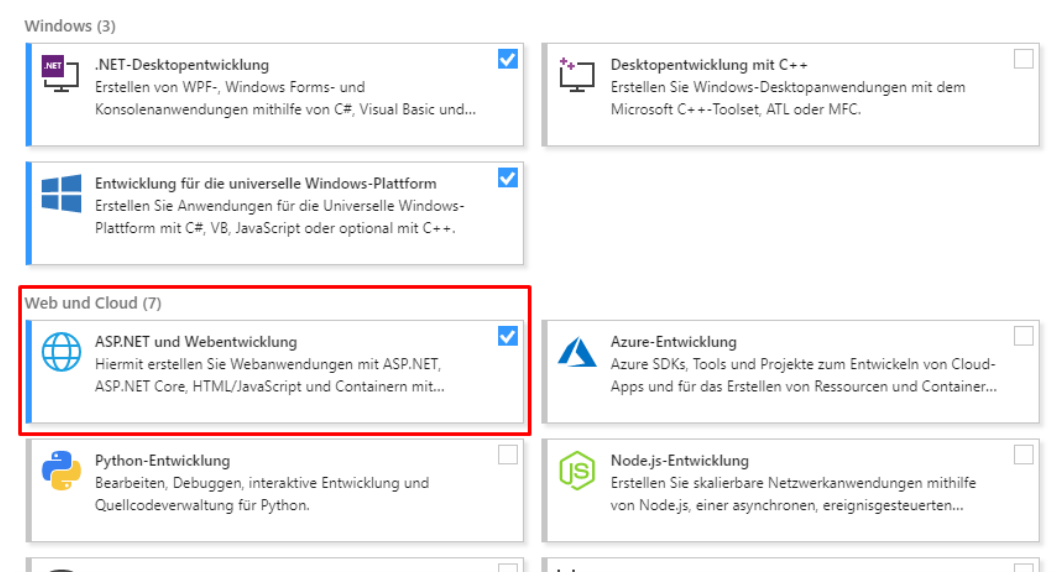 Windows (3)
.NET
.NET-Desktopentwicklung
Erstellen von WPF-, Windows Forms- und
Konsolenanwendungen mithilfe von C#, Visual Basic und...
++
Desktopentwicklung mit C++
Erstellen Sie Windows-Desktopanwendungen mit dem
Microsoft C++-Toolset, ATL oder MFC.
Entwicklung für die universelle Windows-Plattform
Erstellen Sie Anwendungen für die Universelle Windows-
Plattform mit C#, VB, JavaScript oder optional mit C++.
Web und Cloud (7)
ASP.NET und Webentwicklung
Hiermit erstellen Sie Webanwendungen mit ASP.NET,
ASP.NET Core, HTML/JavaScript und Containern mit...
Azure-Entwicklung
Azure SDKs, Tools und Projekte zum Entwickeln von Cloud-
Apps und für das Erstellen von Ressourcen und Container...
Python-Entwicklung
Bearbeiten, Debuggen, interaktive Entwicklung und
Quellcodeverwaltung für Python.
JS
Node.js-Entwicklung
Erstellen Sie skalierbare Netzwerkanwendungen mithilfe
von Node.js, einer asynchronen, ereignisgesteuerten...